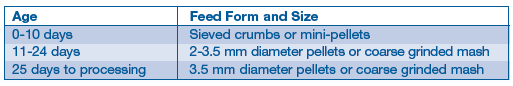 Age Feed Form and Size
0-10 days Sieved crumbs or mini-pellets
11-24 days 2-3.5 mm diameter pellets or coarse grinded mash
25 days to processing 3.5 mm diameter pellets or coarse grinded mash